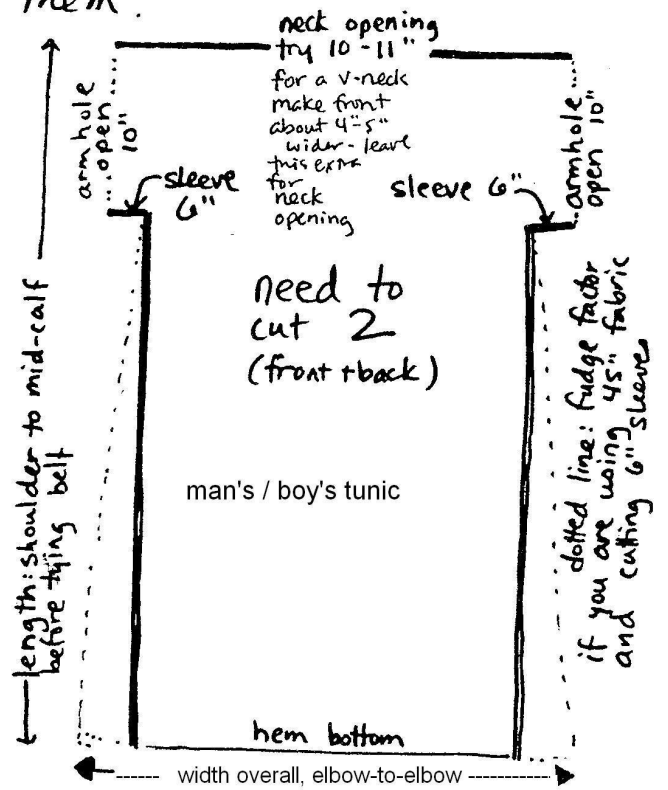 them.
neck opening
try 10-11"
for a v-neck
make front
about 4"-5"
wider - leave
this extra
for
neck
opening
armhole
open
10"
sleeve
6"
sleeve 6"
armhole
open 10"
need to
cut 2
(front + back)
man's / boy's tunic
length: shoulder to mid-calf
before tying belt
dotted line: fudge factor
if you are using 45" fabric
and cutting 6" sleeves
hem bottom
width overall, elbow-to-elbow